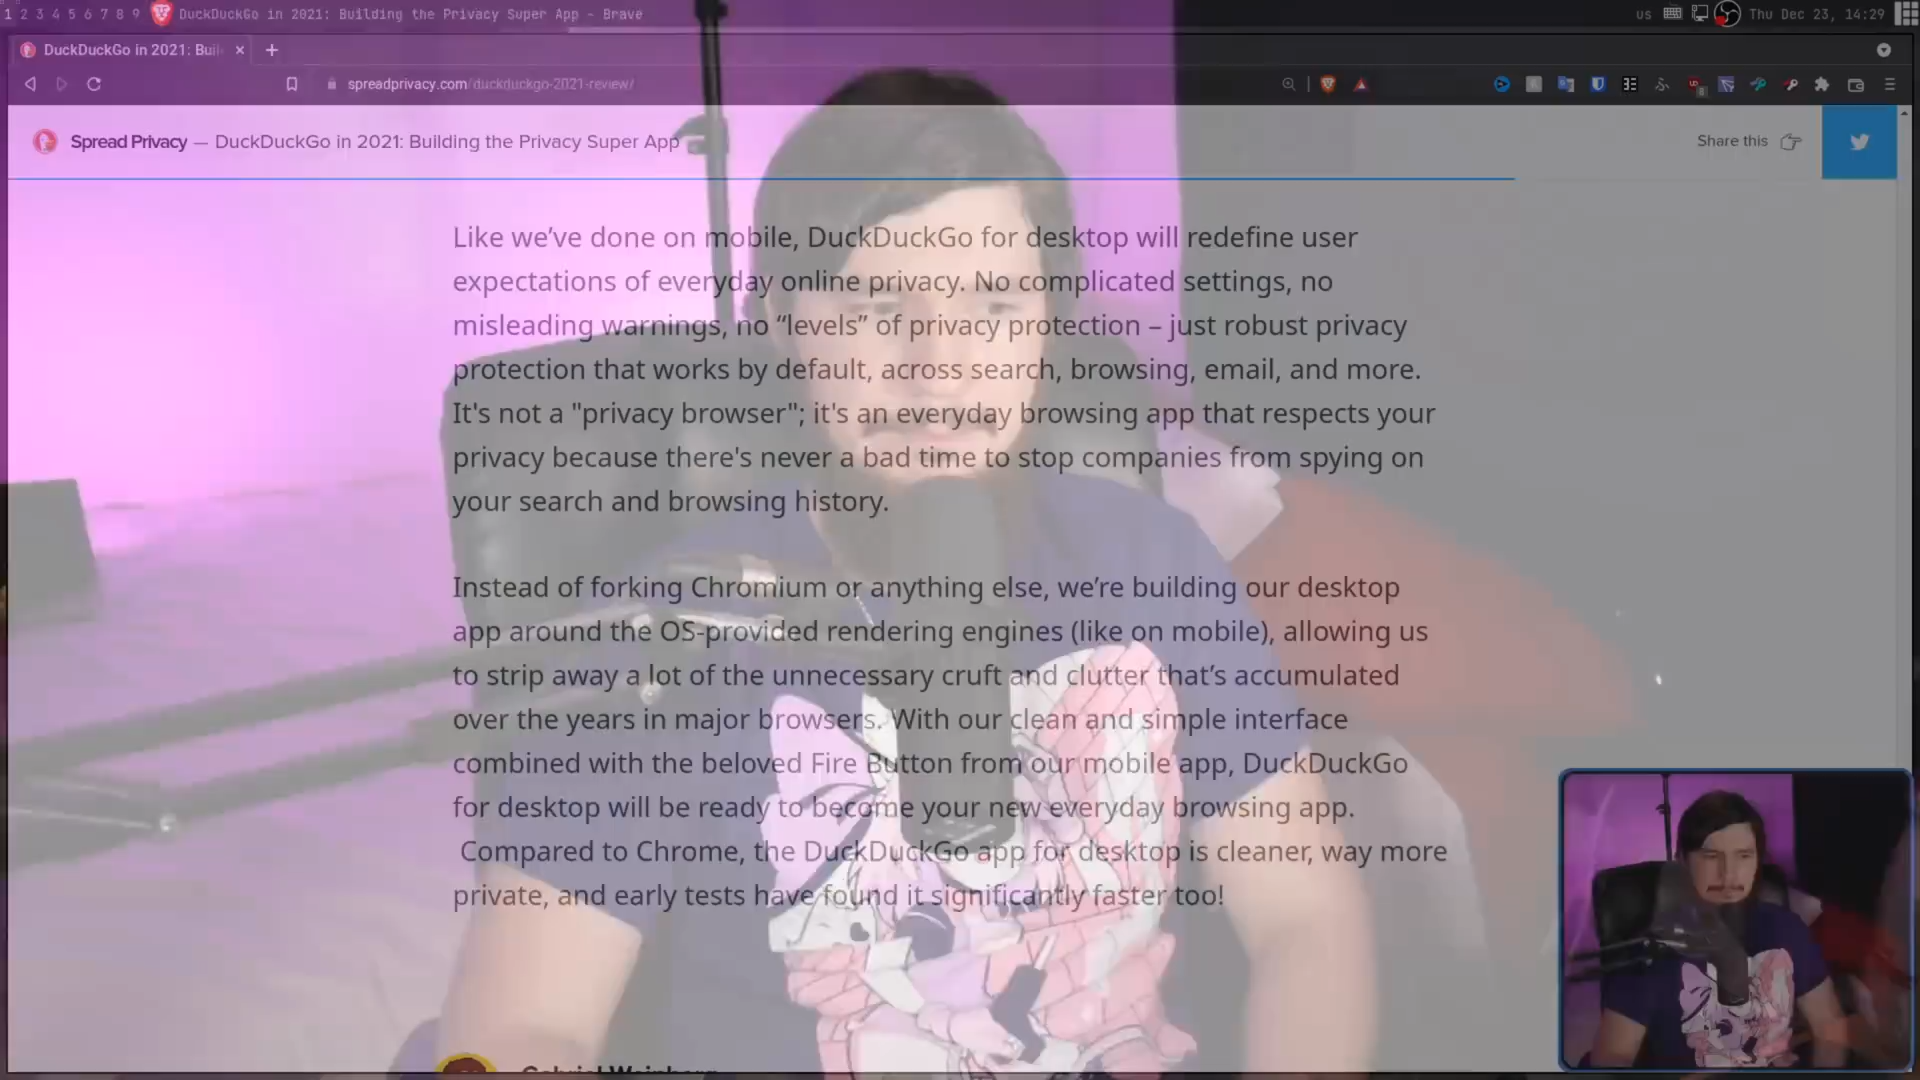 1 2 3 4 5 6 7 8 9 DuckDuckGo in 2021: Building the Privacy Super App - Brave
us Thu Dec 23, 14:29
DuckDuckGo in 2021: Buil
spreadprivacy.com/duckduckgo-2021-review/
Spread Privacy — DuckDuckGo in 2021: Building the Privacy Super App
Share this
Like we’ve done on mobile, DuckDuckGo for desktop will redefine user
expectations of everyday online privacy. No complicated settings, no
misleading warnings, no “levels” of privacy protection – just robust privacy
protection that works by default, across search, browsing, email, and more.
It's not a "privacy browser"; it's an everyday browsing app that respects your
privacy because there's never a bad time to stop companies from spying on
your search and browsing history.
Instead of forking Chromium or anything else, we’re building our desktop
app around the OS-provided rendering engines (like on mobile), allowing us
to strip away a lot of the unnecessary cruft and clutter that’s accumulated
over the years in major browsers. With our clean and simple interface
combined with the beloved Fire Button from our mobile app, DuckDuckGo
for desktop will be ready to become your new everyday browsing app.
Compared to Chrome, the DuckDuckGo app for desktop is cleaner, way more
private, and early tests have found it significantly faster too!
Gabriel Weinberg